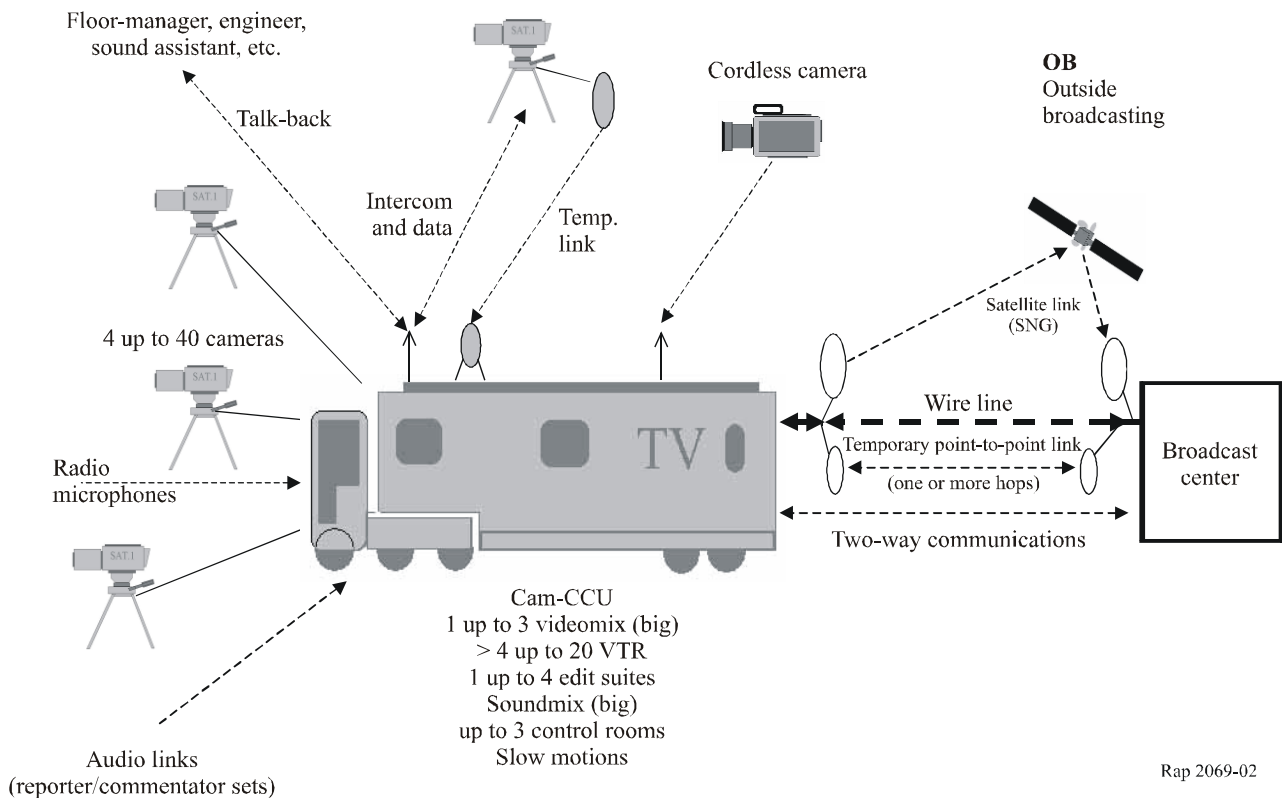 Floor-manager, engineer,
sound assistant, etc.
Talk-back
SAT.1
Intercom
and data
Temp.
link
Cordless camera
OB
Outside
broadcasting
SAT.1
4 up to 40 cameras
SAT.1
Satellite link
(SNG)
Radio
microphones
TV
Wire line
Temporary point-to-point link
(one or more hops)
Two-way communications
Broadcast
center
SAT.1
Cam-CCU
1 up to 3 videomix (big)
> 4 up to 20 VTR
1 up to 4 edit suites
Soundmix (big)
up to 3 control rooms
Slow motions
Audio links
(reporter/commentator sets)
Rap 2069-02